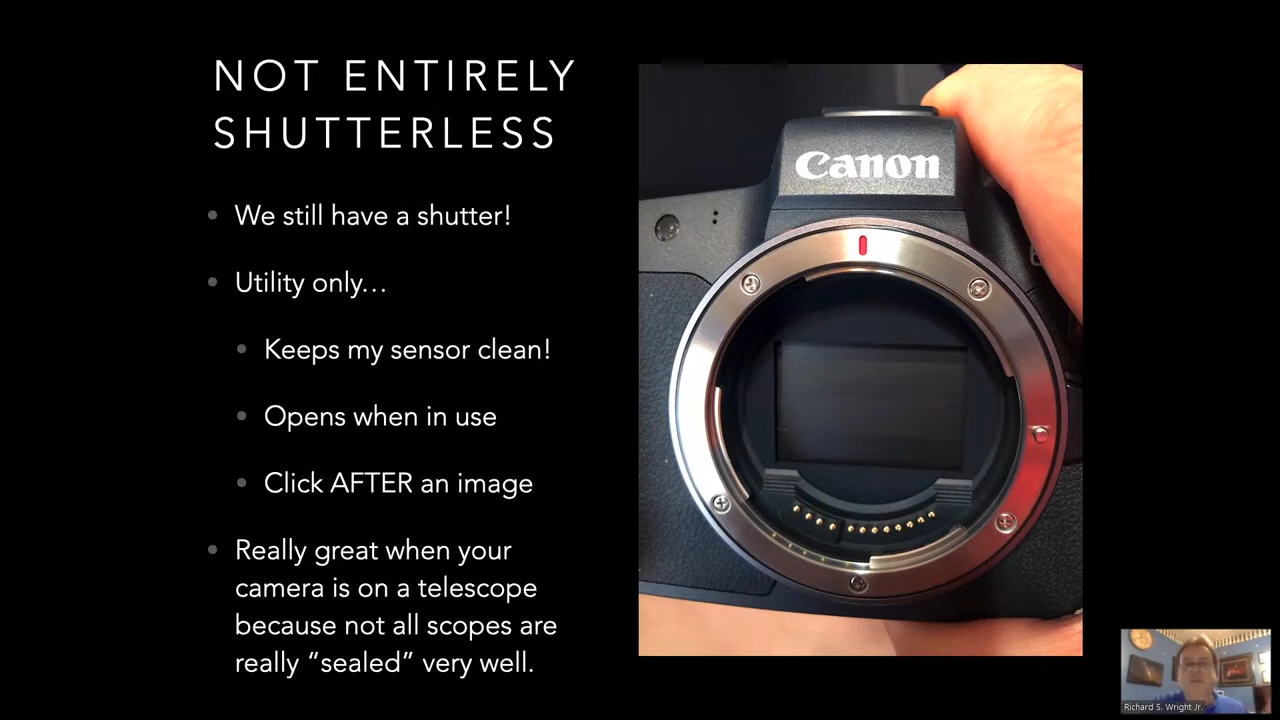 NOT ENTIRELY
SHUTTERLESS
• We still have a shutter!
• Utility only…
• Keeps my sensor clean!
• Opens when in use
• Click AFTER an image
• Really great when your
camera is on a telescope
because not all scopes are
really “sealed” very well.
Canon
Richard S. Wright Jr.